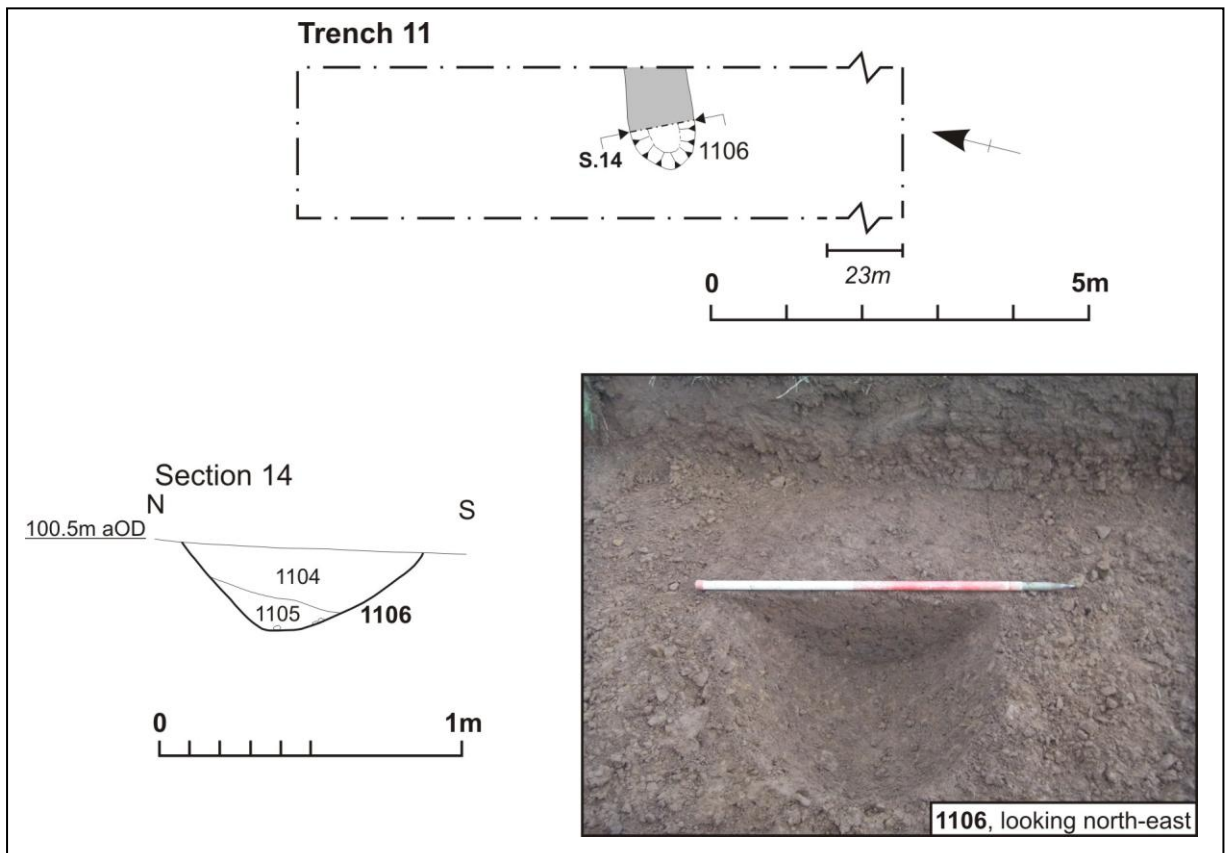 Trench 11
S.14
1106
23m
0 5m
Section 14
N S
100.5m aOD
1104
1105
1106
0 1m
1106, looking north-east